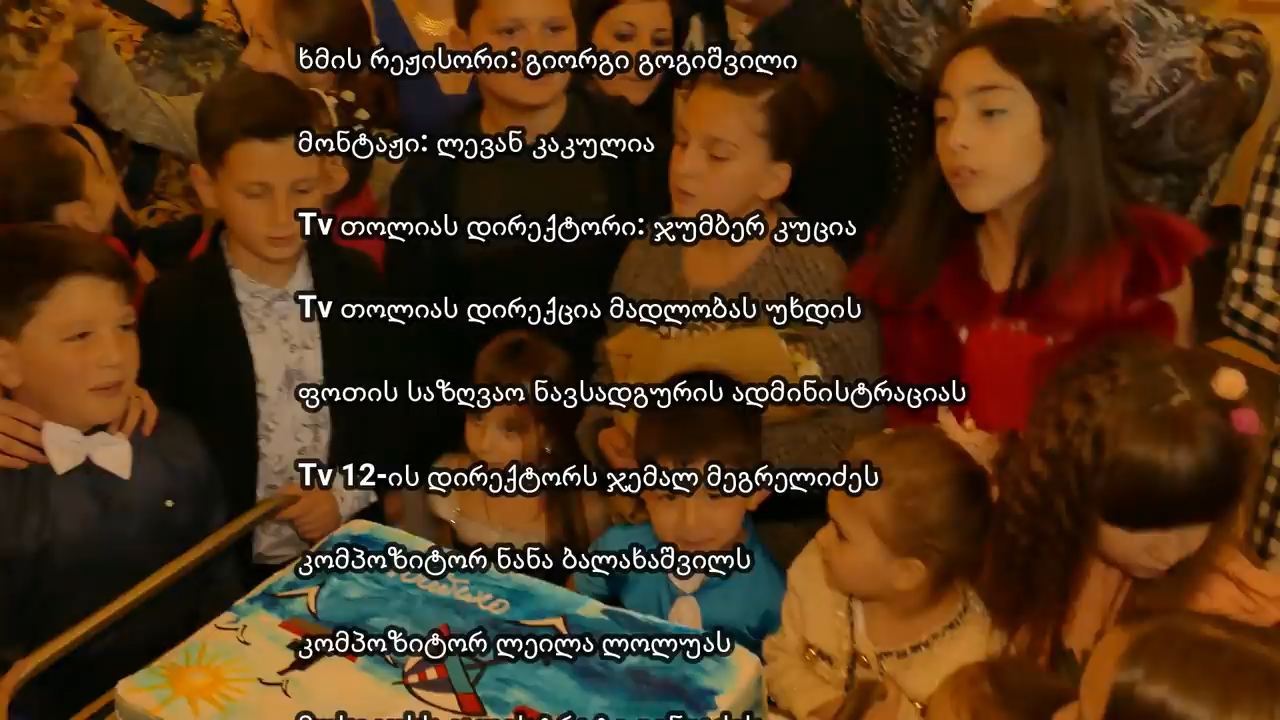 ხმის რეჟისორი: გიორგი გოგიშვილი
მონტაჟი: ლევან კაკულია
Tv თოლიას დირექტორი: ჯუმბერ კუცია
Tv თოლიას დირექცია მადლობას უხდის
ფოთის საზღვაო ნავსადგურის ადმინისტრაციას
Tv 12-ის დირექტორს ჯემალ მეგრელიძეს
კომპოზიტორ ნანა ბალახაშვილს
კომპოზიტორ ლეილა ლოლუას